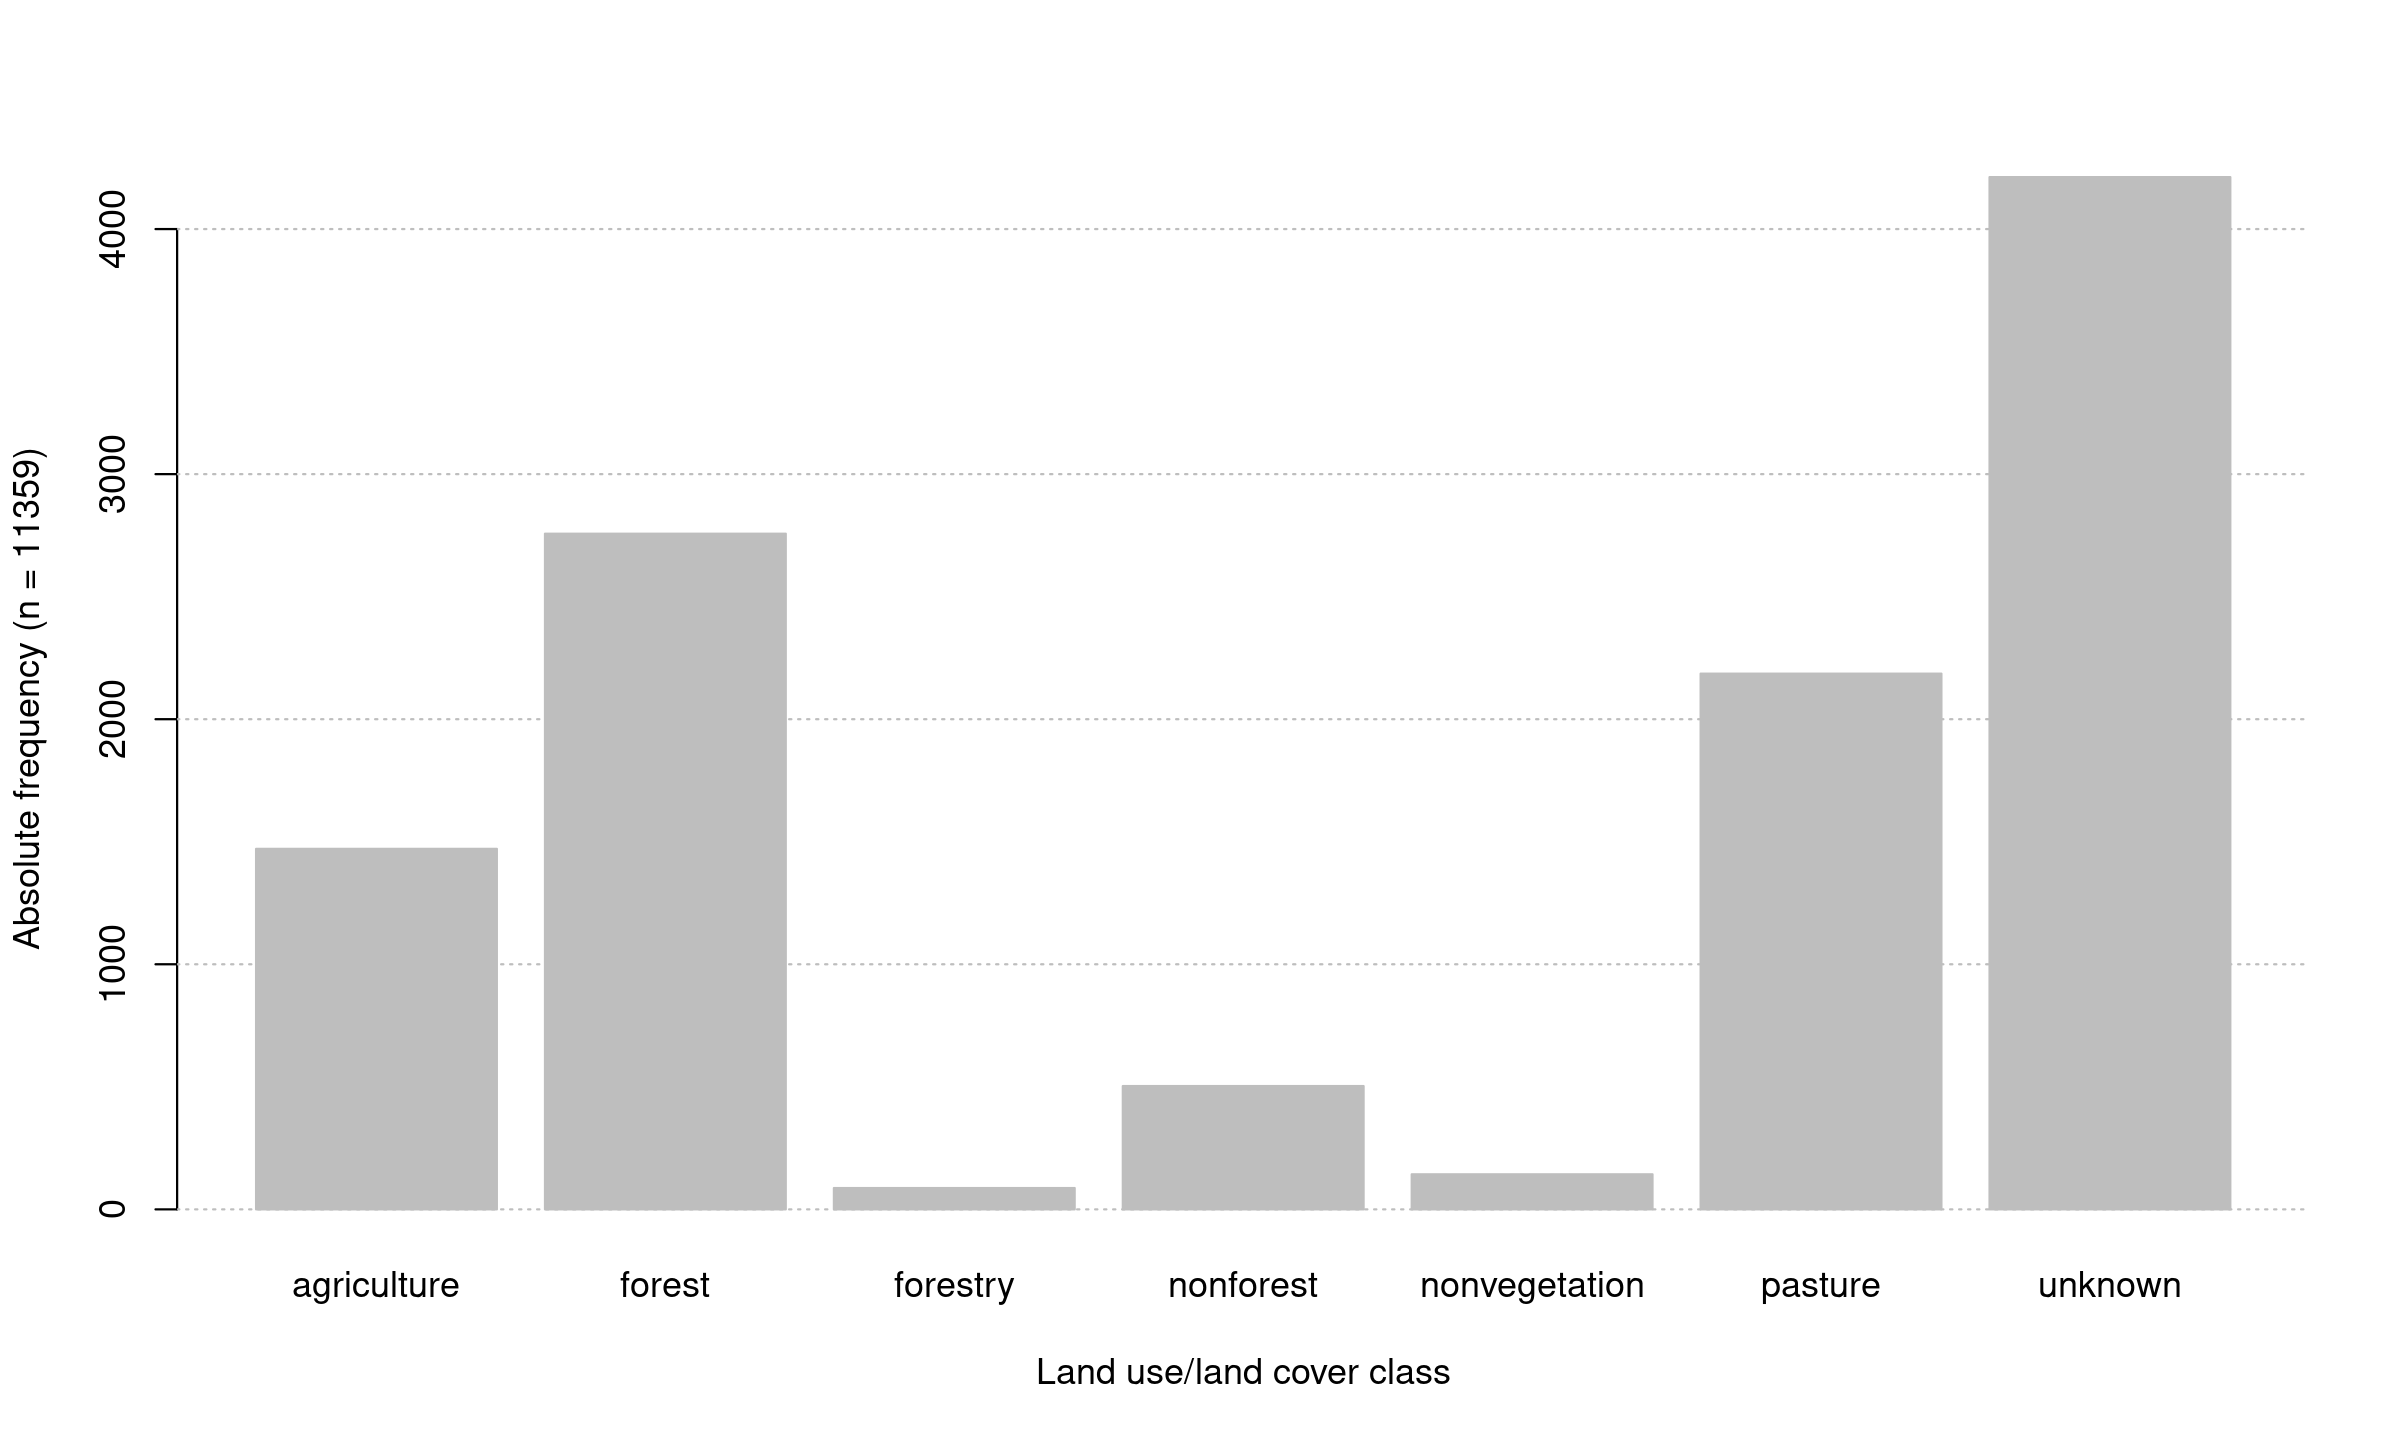 Absolute frequency (n = 11359)
4000
3000
2000
1000
0
agriculture forest forestry nonforest nonvegetation pasture unknown
Land use/land cover class